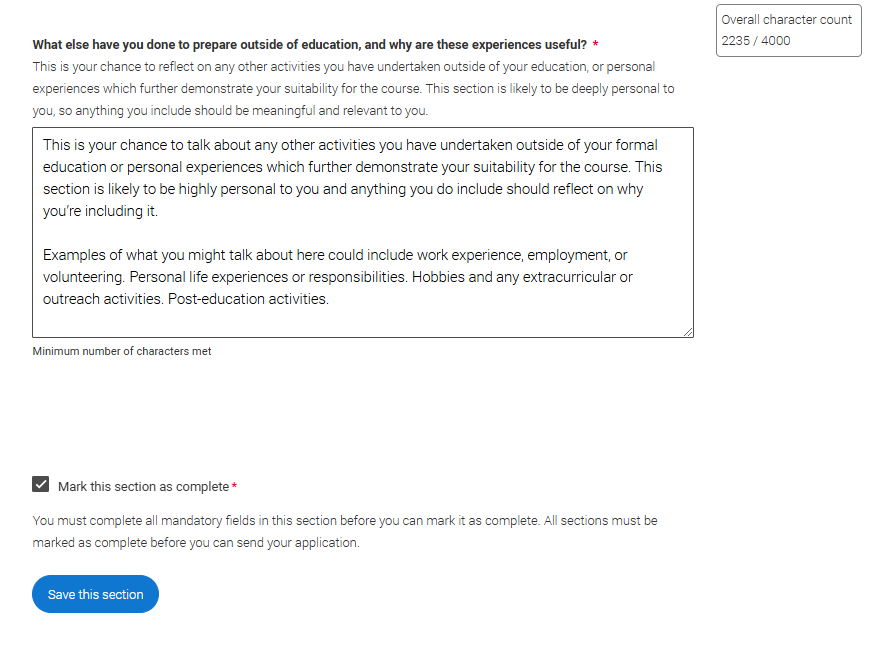 Overall character count
2235 / 4000
What else have you done to prepare outside of education, and why are these experiences useful? *
This is your chance to reflect on any other activities you have undertaken outside of your education, or personal
experiences which further demonstrate your suitability for the course. This section is likely to be deeply personal to
you, so anything you include should be meaningful and relevant to you.
This is your chance to talk about any other activities you have undertaken outside of your formal
education or personal experiences which further demonstrate your suitability for the course. This
section is likely to be highly personal to you and anything you do include should reflect on why
you’re including it.
Examples of what you might talk about here could include work experience, employment, or
volunteering. Personal life experiences or responsibilities. Hobbies and any extracurricular or
outreach activities. Post-education activities.
Minimum number of characters met
Mark this section as complete *
You must complete all mandatory fields in this section before you can mark it as complete. All sections must be
marked as complete before you can send your application.
Save this section